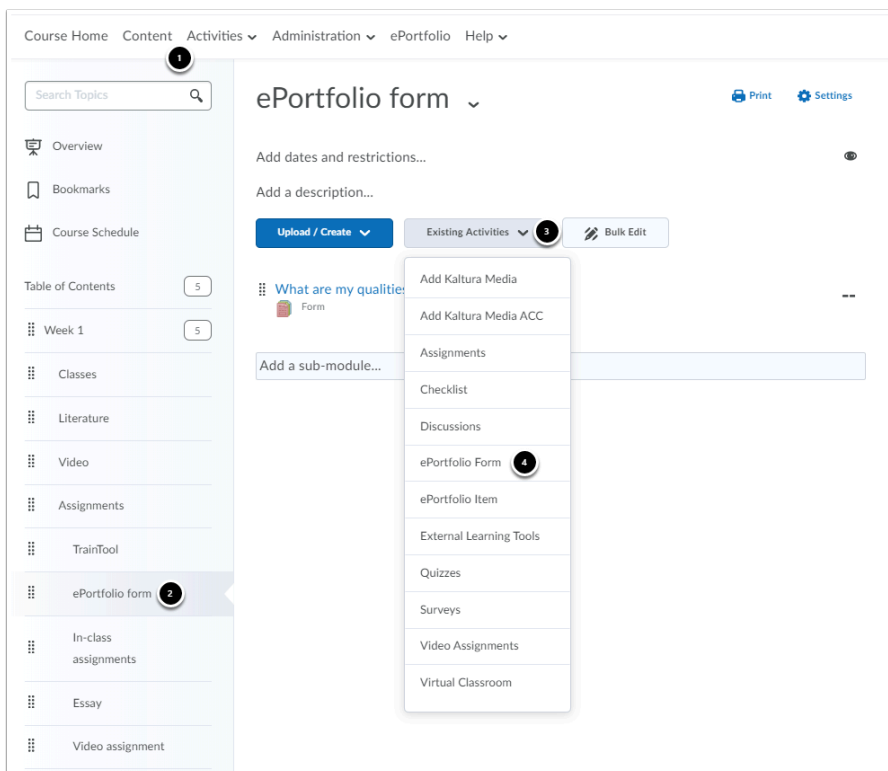 Course Home Content Activities Administration ePortfolio Help
1
Search Topics
Overview
Bookmarks
Course Schedule
Table of Contents 5
Week 1 5
Classes
Literature
Video
Assignments
TrainTool
ePortfolio form 2
In-class
assignments
Essay
Video assignment
ePortfolio form
Print Settings
Add dates and restrictions...
Add a description...
Upload / Create Existing Activities 3 Bulk Edit
What are my qualities
Form
--
Add a sub-module...
Add Kaltura Media
Add Kaltura Media ACC
Assignments
Checklist
Discussions
ePortfolio Form 4
ePortfolio Item
External Learning Tools
Quizzes
Surveys
Video Assignments
Virtual Classroom